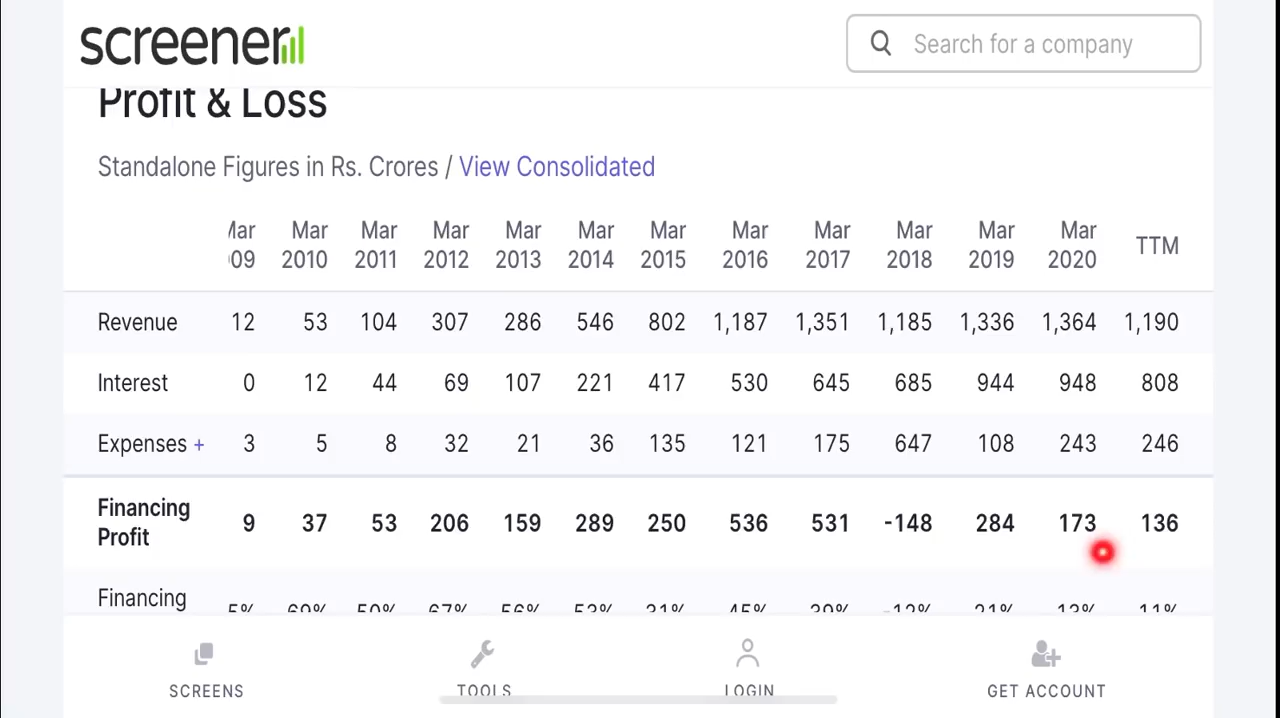 screener
Search for a company
Profit & Loss
Standalone Figures in Rs. Crores / View Consolidated
Mar Mar Mar Mar Mar Mar Mar Mar Mar Mar Mar
09 2010 2011 2012 2013 2014 2015 2016 2017 2018 2019 2020 TTM
Revenue 12 53 104 307 286 546 802 1,187 1,351 1,185 1,336 1,364 1,190
Interest 0 12 44 69 107 221 417 530 645 685 944 948 808
Expenses + 3 5 8 32 21 36 135 121 175 647 108 243 246
Financing
Profit 9 37 53 206 159 289 250 536 531 -148 284 173 136
Financing
SCREENS TOOLS LOGIN GET ACCOUNT